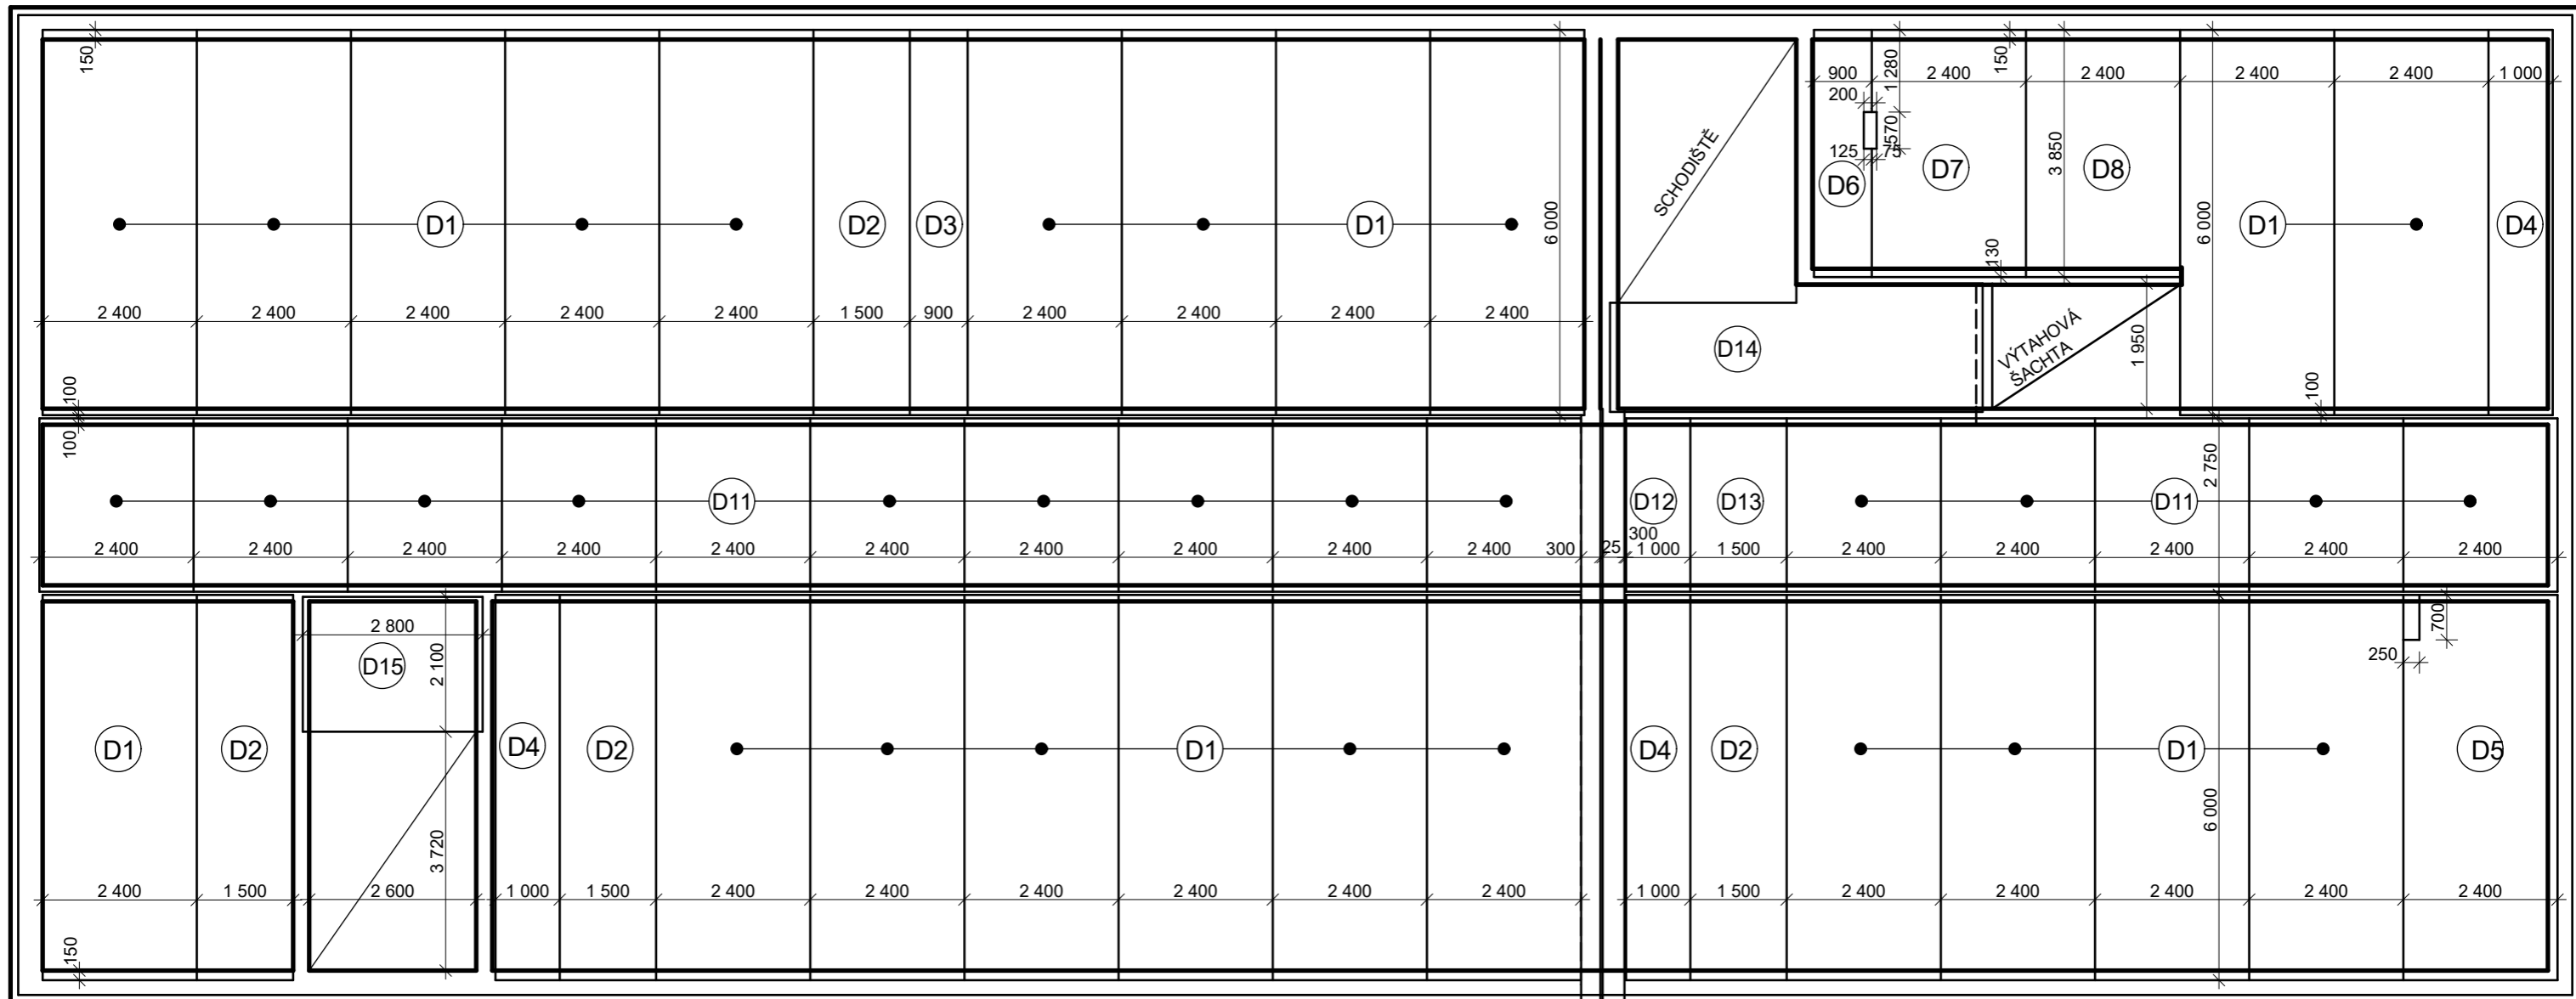 150
900
1 280
2 400
150
2 400
2 400
2 400
1 000
200
570
125
75
3 850
D7
D8
D6
SCHODIŠTĚ
D1
D2
D3
D1
6 000
6 000
D1
D4
130
2 400
2 400
2 400
2 400
2 400
1 500
900
2 400
2 400
2 400
2 400
D14
VÝTAHOVÁ
ŠACHTA
1 950
100
100
100
2 750
D11
D12
D13
D11
2 400
2 400
2 400
2 400
2 400
2 400
2 400
2 400
2 400
2 400
300
25
300
1 000
1 500
2 400
2 400
2 400
2 400
2 400
2 800
D15
2 100
700
250
D1
D2
D4
D2
D1
D4
D2
D1
D5
3 720
6 000
2 400
1 500
2 600
1 000
1 500
2 400
2 400
2 400
2 400
2 400
2 400
1 000
1 500
2 400
2 400
2 400
2 400
2 400
150